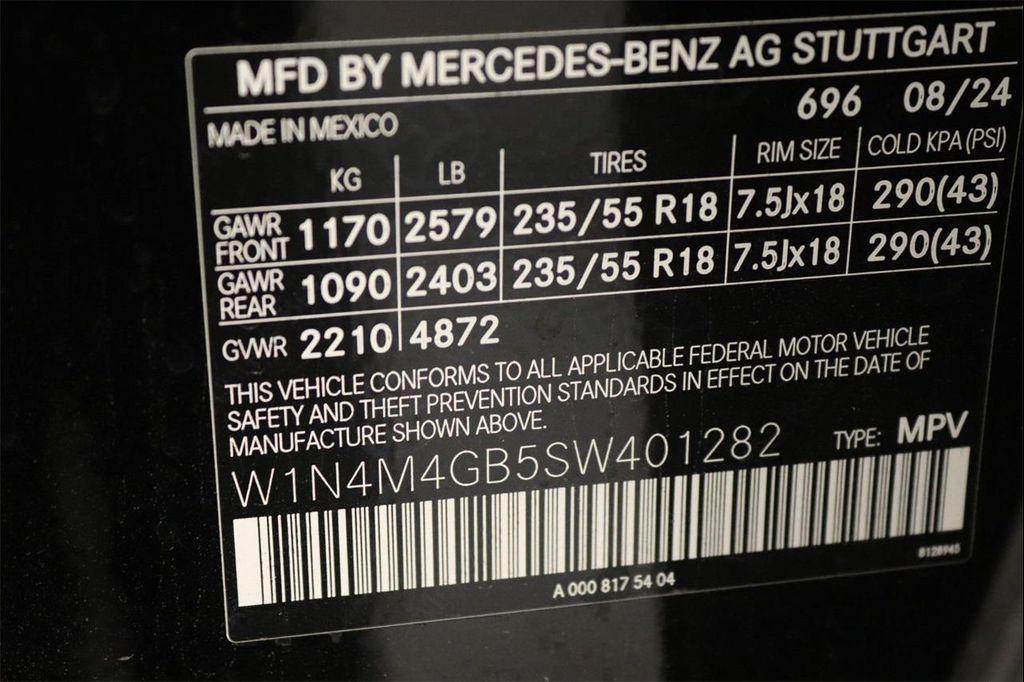 MFD BY MERCEDES-BENZ AG STUTTGART
696 08/24
MADE IN MEXICO
KG LB TIRES RIM SIZE COLD KPA (PSI)
GAWR FRONT 1170 2579 235/55 R18 7.5Jx18 290(43)
GAWR REAR 1090 2403 235/55 R18 7.5Jx18 290(43)
GVWR 2210 4872
THIS VEHICLE CONFORMS TO ALL APPLICABLE FEDERAL MOTOR VEHICLE
SAFETY AND THEFT PREVENTION STANDARDS IN EFFECT ON THE DATE OF
MANUFACTURE SHOWN ABOVE.
W1N4M4GB5SW401282 TYPE: MPV
8128945
A 000 817 54 04